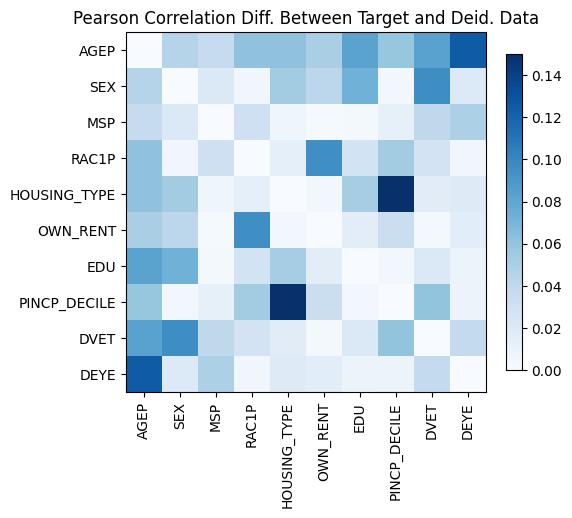 Pearson Correlation Diff. Between Target and Deid. Data
AGEP
SEX
MSP
RAC1P
HOUSING_TYPE
OWN_RENT
EDU
PINCP_DECILE
DVET
DEYE
AGEP
SEX
MSP
RAC1P
HOUSING_TYPE
OWN_RENT
EDU
PINCP_DECILE
DVET
DEYE
0.14
0.12
0.10
0.08
0.06
0.04
0.02
0.00